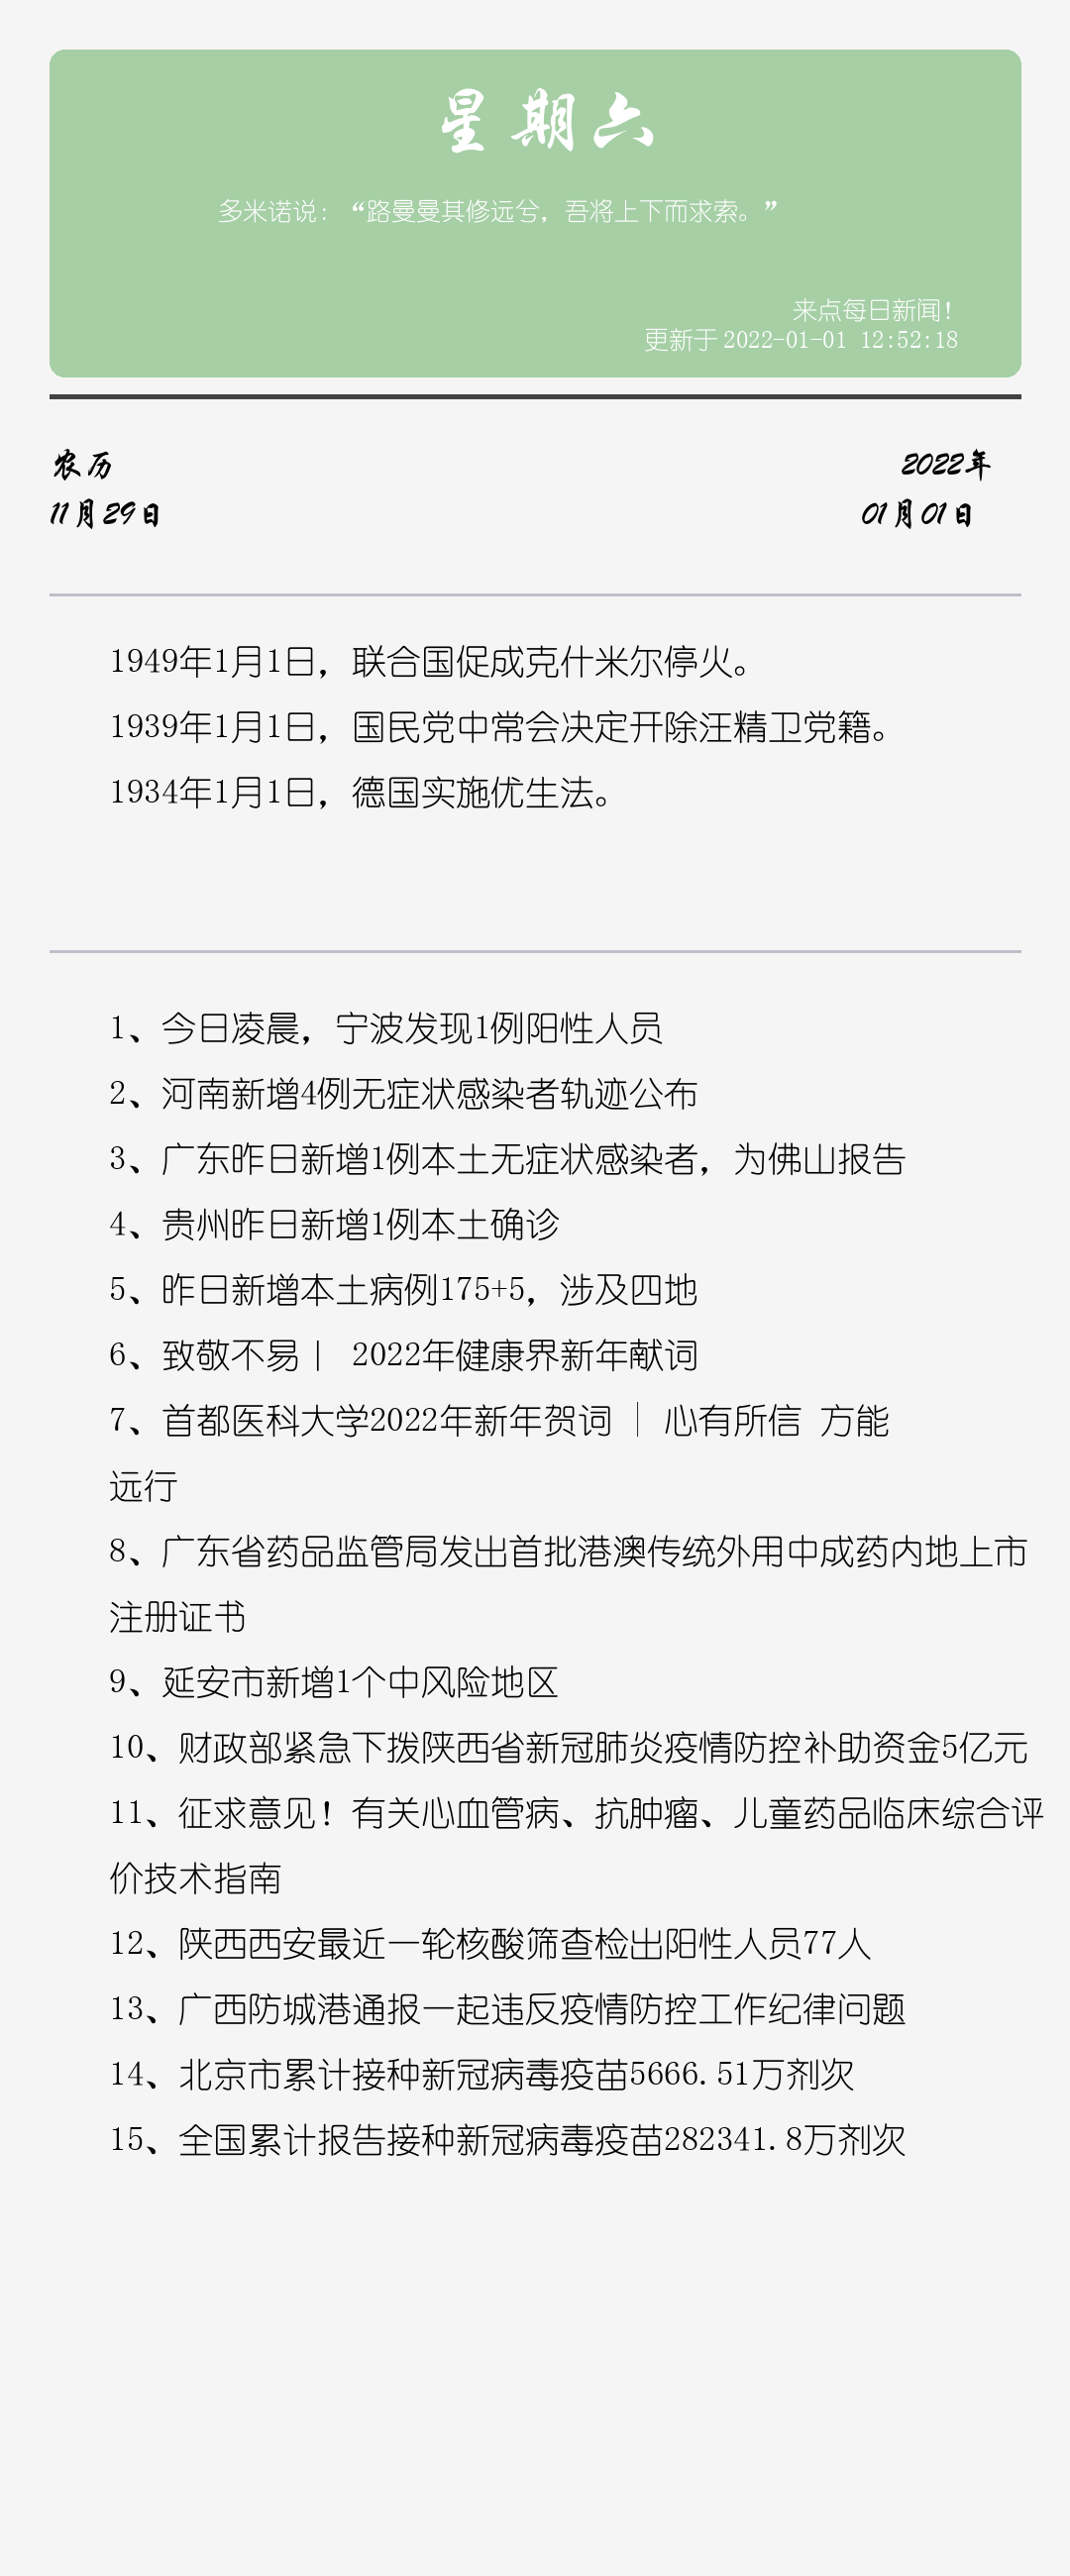 星期六
多米诺说：“路曼曼其修远兮，吾将上下而求索。”
来点每日新闻！
更新于 2022-01-01 12:52:18
农历
2022年
11月29日
01月01日
1949年1月1日，联合国促成克什米尔停火。
1939年1月1日，国民党中常会决定开除汪精卫党籍。
1934年1月1日，德国实施优生法。
1、今日凌晨，宁波发现1例阳性人员
2、河南新增4例无症状感染者轨迹公布
3、广东昨日新增1例本土无症状感染者，为佛山报告
4、贵州昨日新增1例本土确诊
5、昨日新增本土病例175+5，涉及四地
6、致敬不易丨 2022年健康界新年献词
7、首都医科大学2022年新年贺词 │ 心有所信 方能
远行
8、广东省药品监管局发出首批港澳传统外用中成药内地上市
注册证书
9、延安市新增1个中风险地区
10、财政部紧急下拨陕西省新冠肺炎疫情防控补助资金5亿元
11、征求意见！有关心血管病、抗肿瘤、儿童药品临床综合评
价技术指南
12、陕西西安最近一轮核酸筛查检出阳性人员77人
13、广西防城港通报一起违反疫情防控工作纪律问题
14、北京市累计接种新冠病毒疫苗5666.51万剂次
15、全国累计报告接种新冠病毒疫苗282341.8万剂次